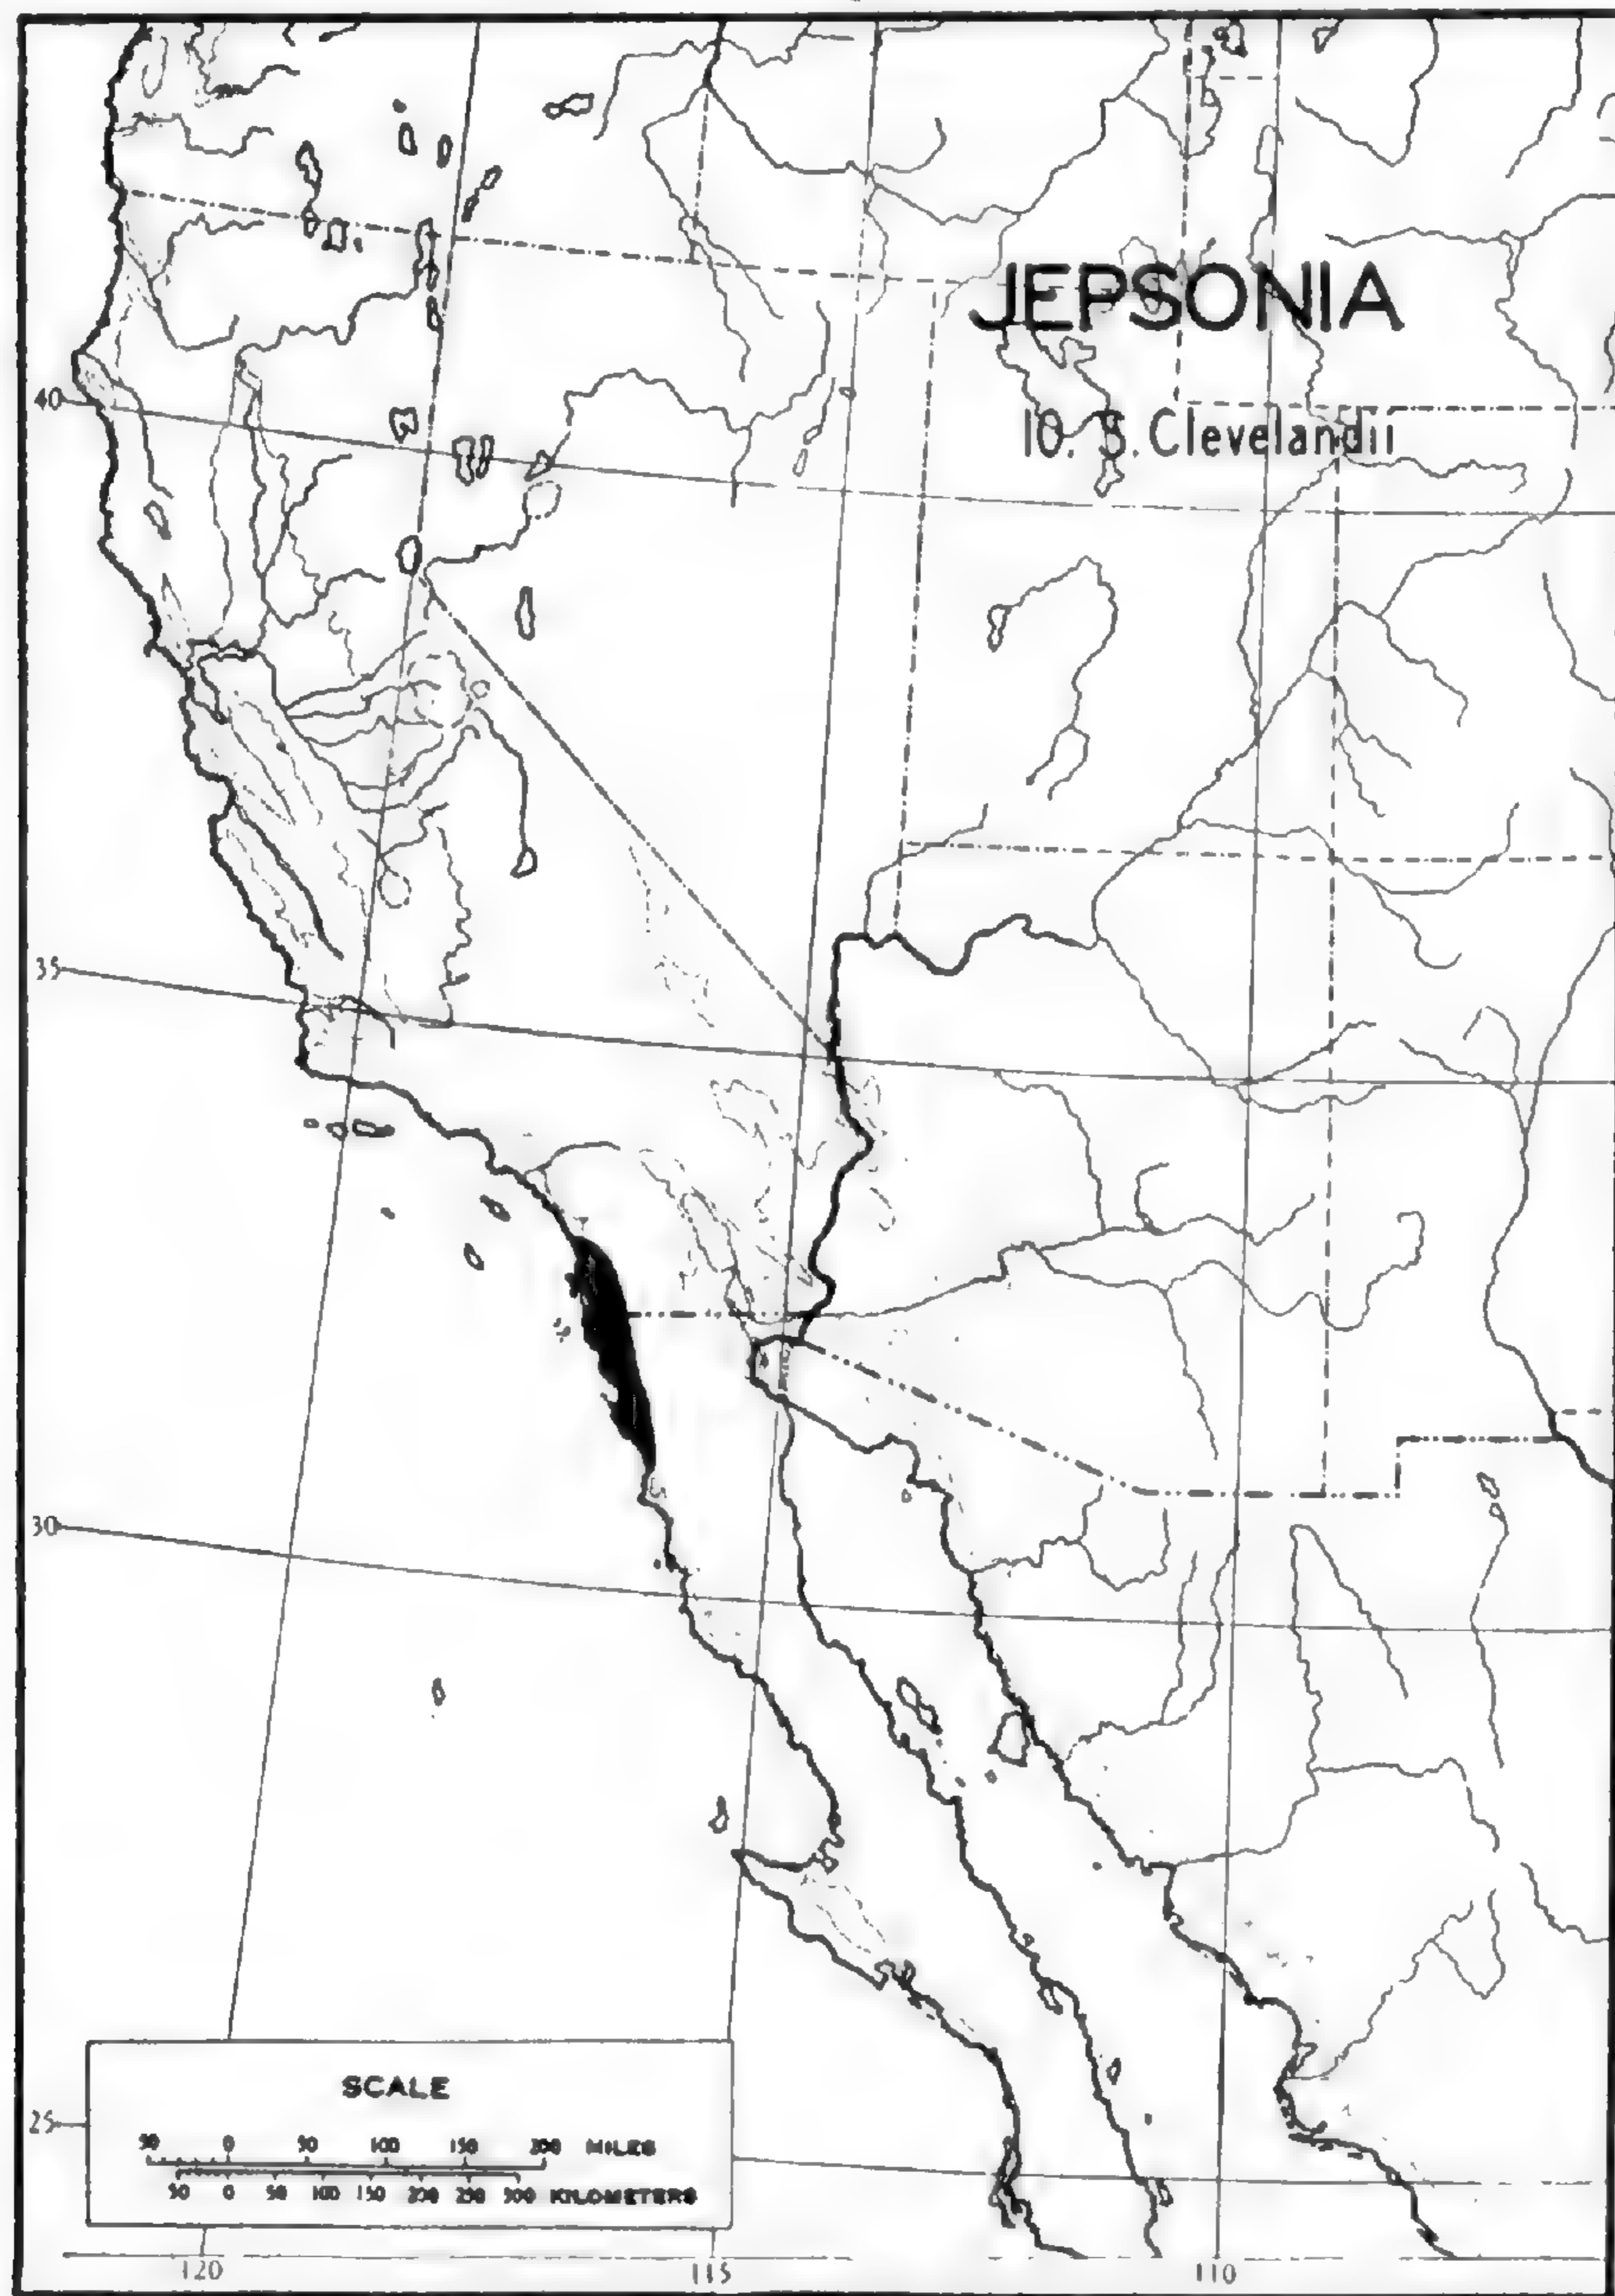 JEPSONIA
10. S. Clevelandii
40
35
30
25
SCALE
50 0 50 100 150 200 MILES
50 0 50 100 150 200 250 300 KILOMETERS
120 115 110